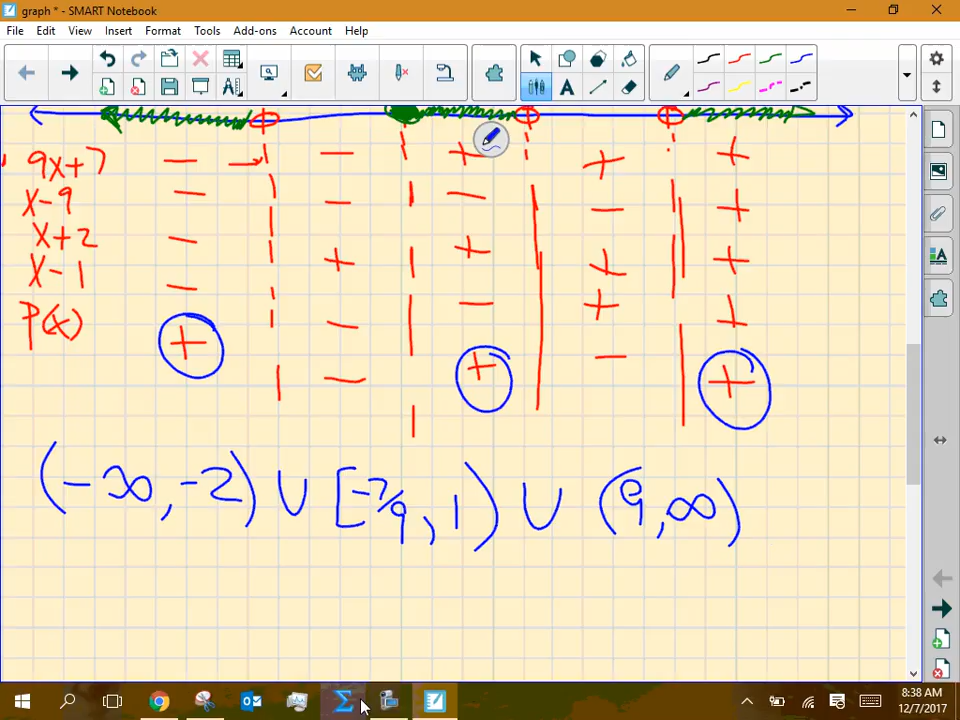 graph * - SMART Notebook
File Edit View Insert Format Tools Add-ons Account Help
9x+7 − − + + +
x-9 − − − − +
x+2 − + + + +
x-1 − − − + +
P(x) + − + − +
(-∞,-2) ∪ [-7/9, 1) ∪ (9,∞)
8:38 AM
12/7/2017